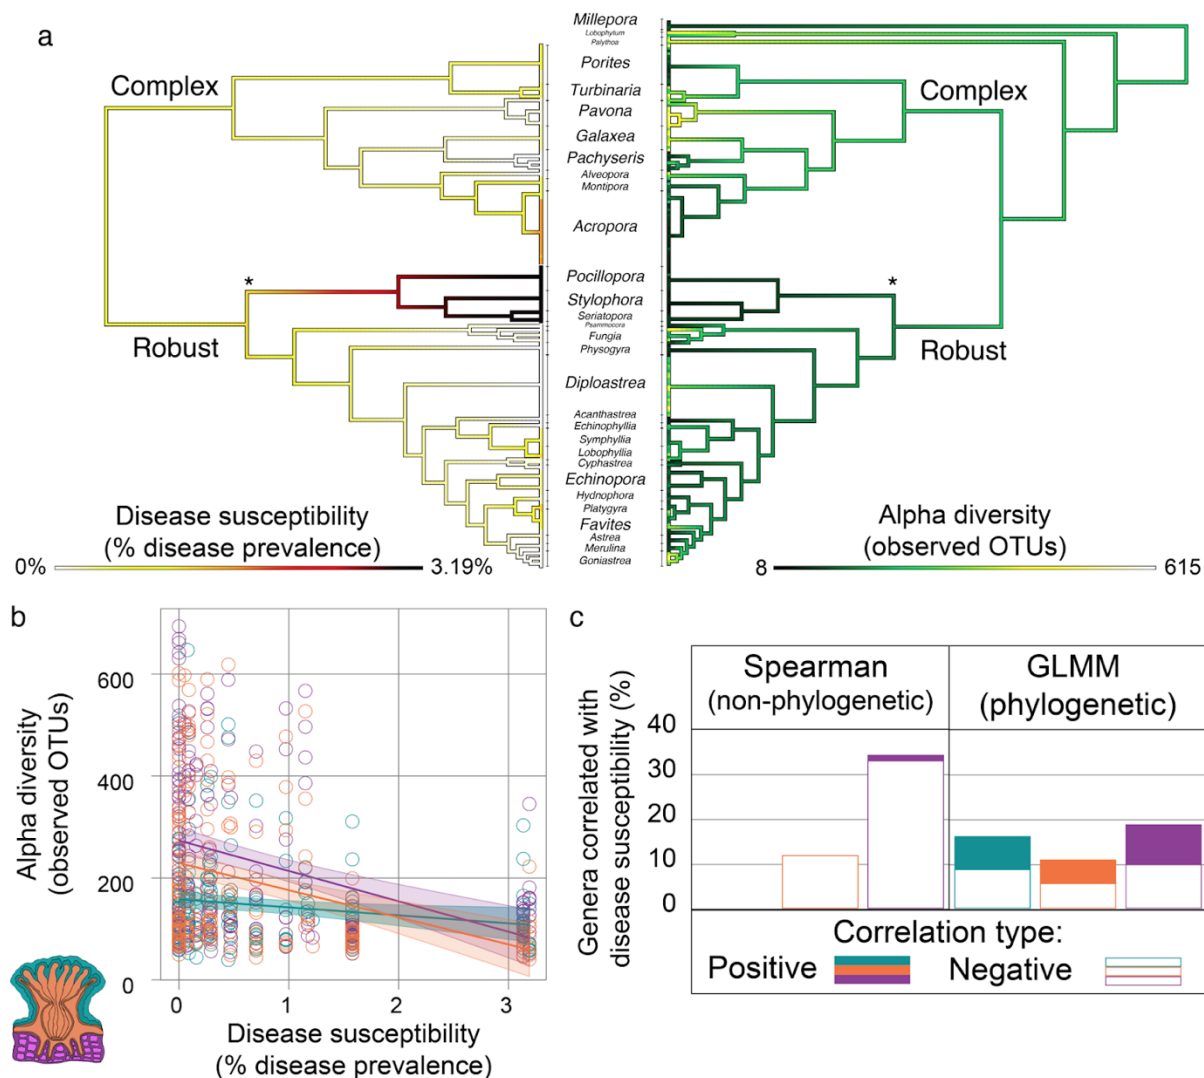 a
Complex
Robust
*
Disease susceptibility
(% disease prevalence)
0%
3.19%
Millepora
Lobophytum
Palythoa
Porites
Turbinaria
Pavona
Galaxea
Pachyseris
Alveopora
Montipora
Acropora
Pocillopora
Stylophora
Seriatopora
Psammocora
Fungia
Physogyra
Diploastrea
Acanthastrea
Echinophyllia
Symphyllia
Lobophyllia
Cyphastrea
Echinopora
Hydnophora
Platygyra
Favites
Astrea
Merulina
Goniastrea
Complex
*
Robust
Alpha diversity
(observed OTUs)
8
615
b
Alpha diversity
(observed OTUs)
600
400
200
0
0 1 2 3
Disease susceptibility
(% disease prevalence)
c
Spearman
(non-phylogenetic)
GLMM
(phylogenetic)
Genera correlated with
disease susceptibility (%)
40
30
20
10
0
Correlation type:
Positive
Negative